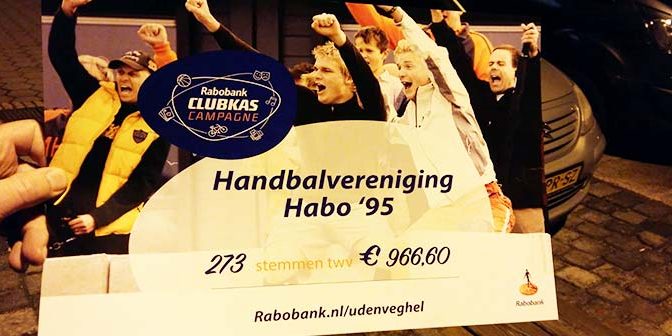 Rabobank
CLUBKAS
CAMPAGNE
Handbalvereniging
Habo '95
273 stemmen twv € 966,60
Rabobank.nl/udenveghel
Rabobank